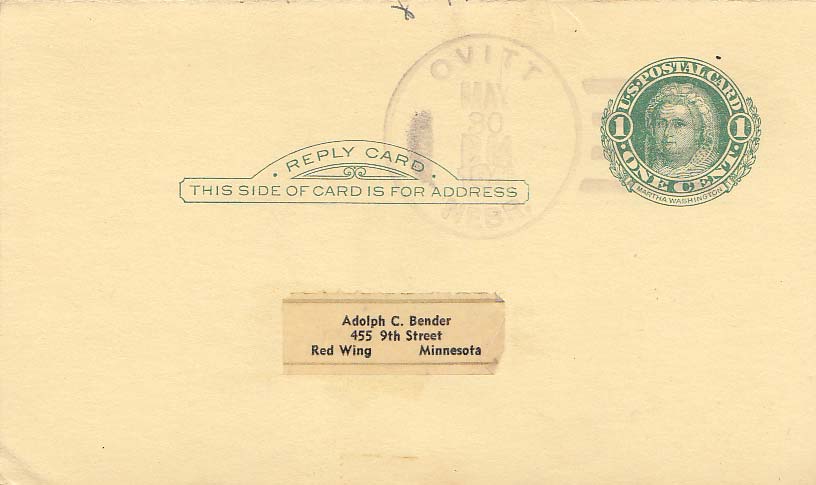 OVITT
MAY
30
NEBR.
U.S. POSTAL CARD
1 1
ONE CENT
MARTHA WASHINGTON
REPLY CARD
THIS SIDE OF CARD IS FOR ADDRESS
Adolph C. Bender
455 9th Street
Red Wing Minnesota